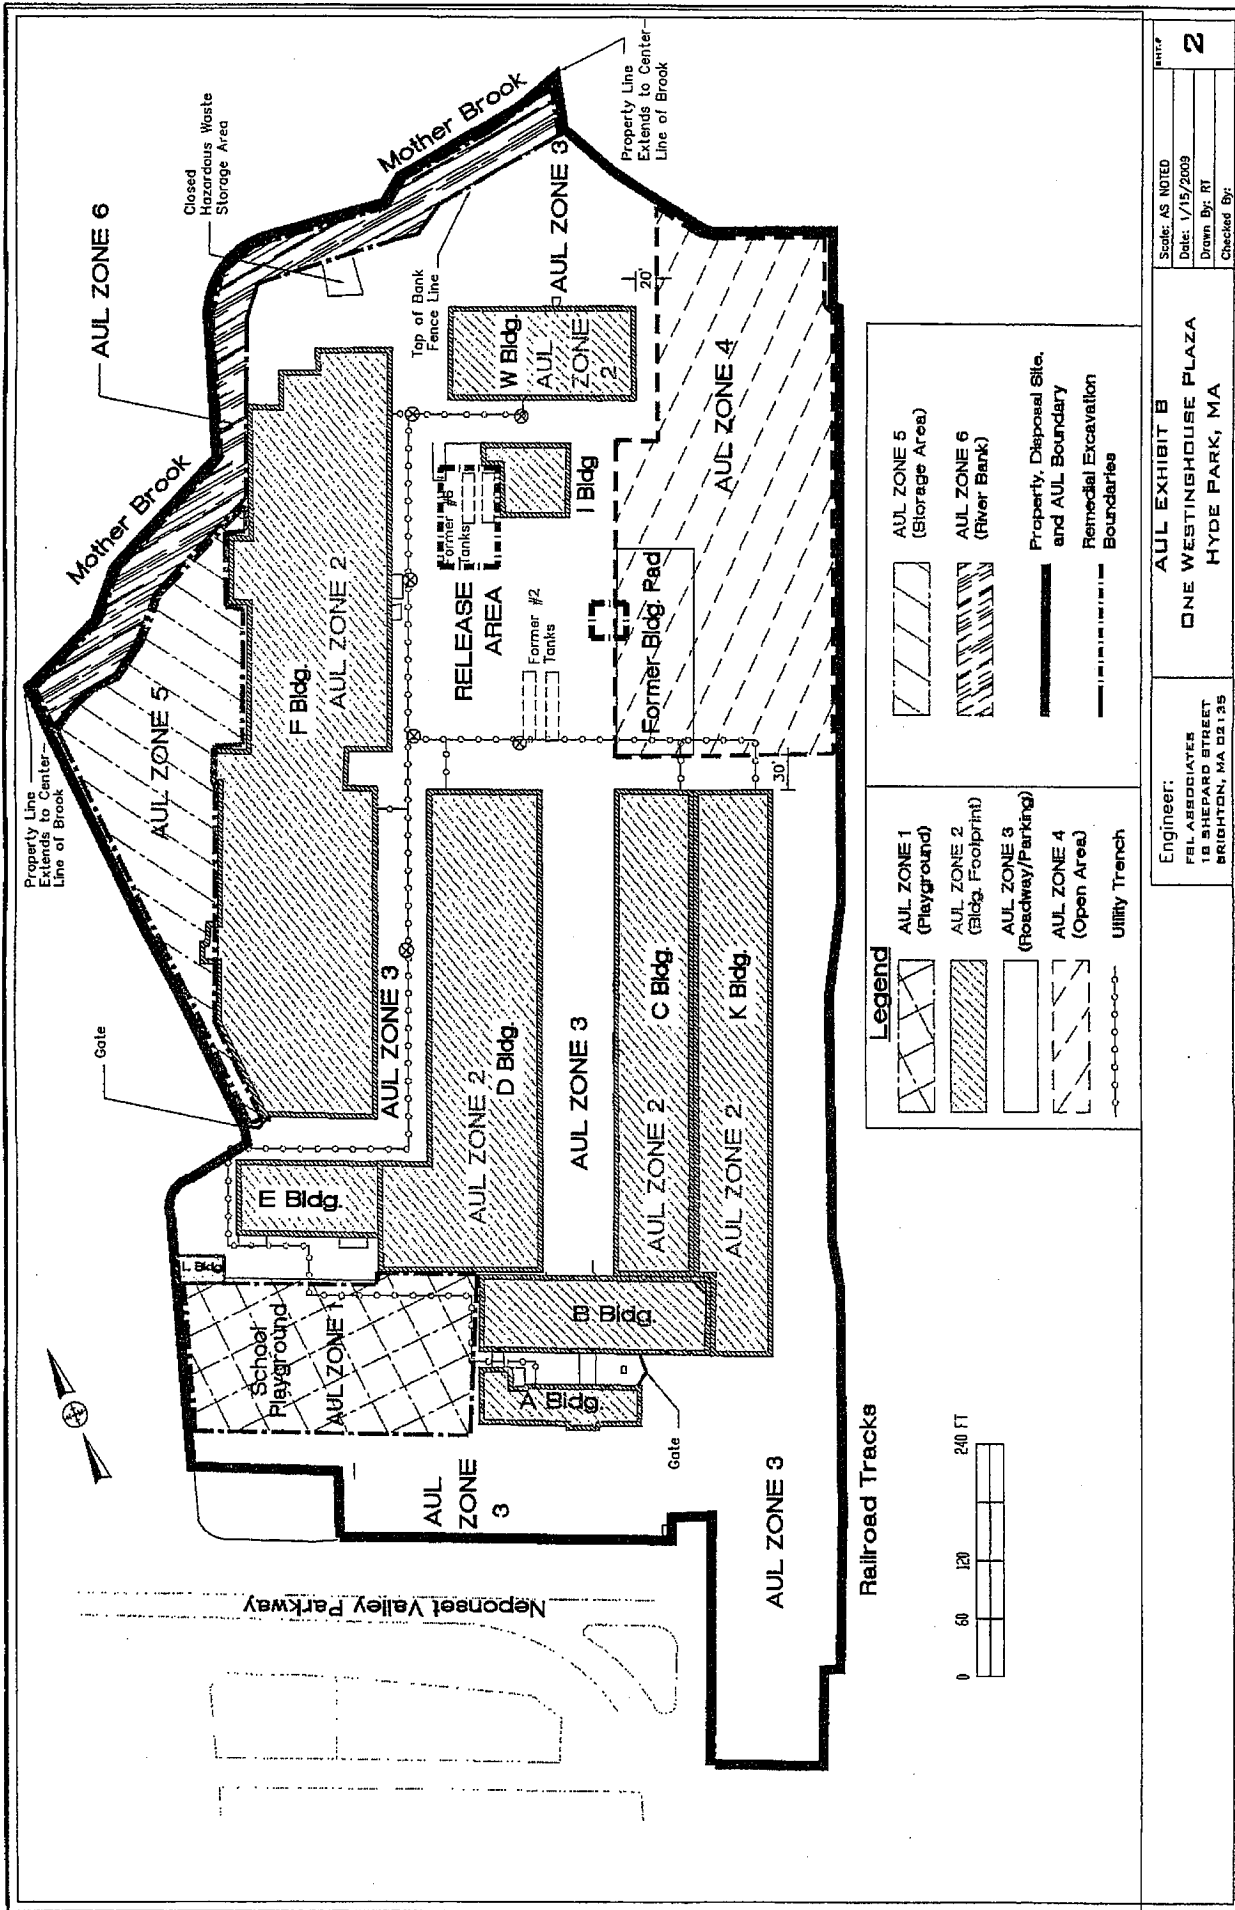 Mother Brook
Property Line
Extends to Center
Line of Brook
AUL ZONE 6
Closed
Hazardous Waste
Storage Area
Mother Brook
Property Line
Extends to Center
Line of Brook
AUL ZONE 5
Gate
F Bldg.
AUL ZONE 2
Top of Bank
Fence Line
AUL ZONE 3
W Bldg.
AUL
ZONE
2
20'
AUL ZONE 3
E Bldg.
L Bldg
School
Playground
AUL ZONE 1
D Bldg.
AUL ZONE 2
RELEASE
AREA
Former #6
Tanks
Former #2
Tanks
I Bldg
AUL ZONE 4
Former Bldg. Pad
30'
AUL ZONE 3
C Bldg.
AUL ZONE 2
K Bldg.
AUL ZONE 2
B Bldg.
A Bldg.
Gate
AUL
ZONE
3
AUL ZONE 3
Neponset Valley Parkway
Railroad Tracks
0 60 120 240 FT
Legend
AUL ZONE 1
(Playground)
AUL ZONE 2
(Bldg. Footprint)
AUL ZONE 3
(Roadway/Parking)
AUL ZONE 4
(Open Area)
Utility Trench
AUL ZONE 5
(Storage Area)
AUL ZONE 6
(River Bank)
Property, Disposal Site,
and AUL Boundary
Remedial Excavation
Boundaries
Engineer:
FSL ASSOCIATES
18 SHEPARD STREET
BRIGHTON, MA 02135
AUL EXHIBIT B
ONE WESTINGHOUSE PLAZA
HYDE PARK, MA
Scale: AS NOTED
Date: 1/15/2009
Drawn By: RT
Checked By:
SHT.#
2